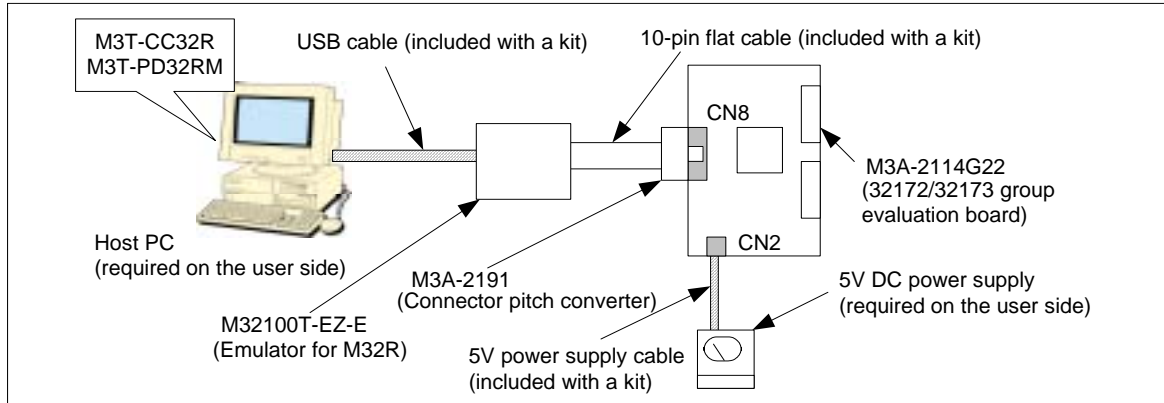 M3T-CC32R
M3T-PD32RM
USB cable (included with a kit)
10-pin flat cable (included with a kit)
CN8
M3A-2114G22
(32172/32173 group
evaluation board)
Host PC
(required on the user side)
CN2
M3A-2191
(Connector pitch converter)
5V DC power supply
(required on the user side)
M32100T-EZ-E
(Emulator for M32R)
5V power supply cable
(included with a kit)